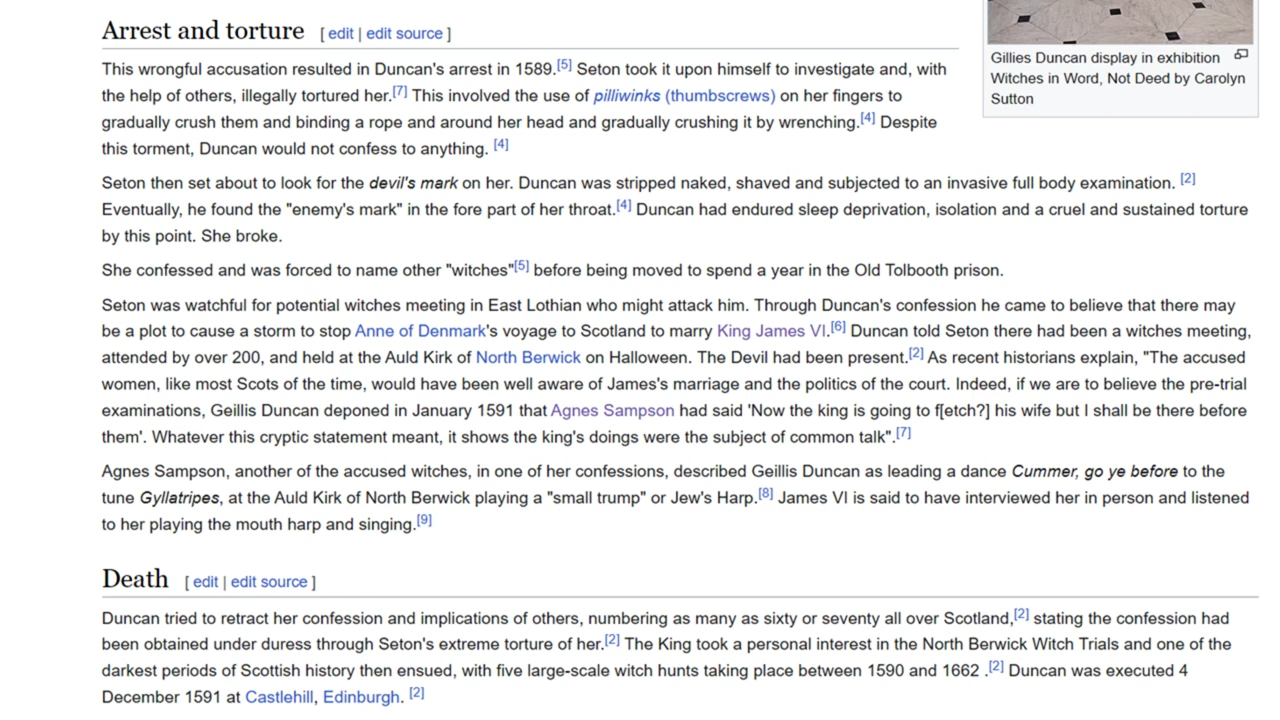 Arrest and torture [ edit | edit source ]
This wrongful accusation resulted in Duncan's arrest in 1589.[5] Seton took it upon himself to investigate and, with
the help of others, illegally tortured her.[7] This involved the use of pilliwinks (thumbscrews) on her fingers to
gradually crush them and binding a rope and around her head and gradually crushing it by wrenching.[4] Despite
this torment, Duncan would not confess to anything. [4]
Gillies Duncan display in exhibition
Witches in Word, Not Deed by Carolyn
Sutton
Seton then set about to look for the devil's mark on her. Duncan was stripped naked, shaved and subjected to an invasive full body examination. [2]
Eventually, he found the "enemy's mark" in the fore part of her throat.[4] Duncan had endured sleep deprivation, isolation and a cruel and sustained torture
by this point. She broke.
She confessed and was forced to name other "witches"[5] before being moved to spend a year in the Old Tolbooth prison.
Seton was watchful for potential witches meeting in East Lothian who might attack him. Through Duncan's confession he came to believe that there may
be a plot to cause a storm to stop Anne of Denmark's voyage to Scotland to marry King James VI.[6] Duncan told Seton there had been a witches meeting,
attended by over 200, and held at the Auld Kirk of North Berwick on Halloween. The Devil had been present.[2] As recent historians explain, "The accused
women, like most Scots of the time, would have been well aware of James's marriage and the politics of the court. Indeed, if we are to believe the pre-trial
examinations, Geillis Duncan deponed in January 1591 that Agnes Sampson had said 'Now the king is going to f[etch?] his wife but I shall be there before
them'. Whatever this cryptic statement meant, it shows the king's doings were the subject of common talk".[7]
Agnes Sampson, another of the accused witches, in one of her confessions, described Geillis Duncan as leading a dance Cummer, go ye before to the
tune Gyllatripes, at the Auld Kirk of North Berwick playing a "small trump" or Jew's Harp.[8] James VI is said to have interviewed her in person and listened
to her playing the mouth harp and singing.[9]
Death [ edit | edit source ]
Duncan tried to retract her confession and implications of others, numbering as many as sixty or seventy all over Scotland,[2] stating the confession had
been obtained under duress through Seton's extreme torture of her.[2] The King took a personal interest in the North Berwick Witch Trials and one of the
darkest periods of Scottish history then ensued, with five large-scale witch hunts taking place between 1590 and 1662 .[2] Duncan was executed 4
December 1591 at Castlehill, Edinburgh. [2]